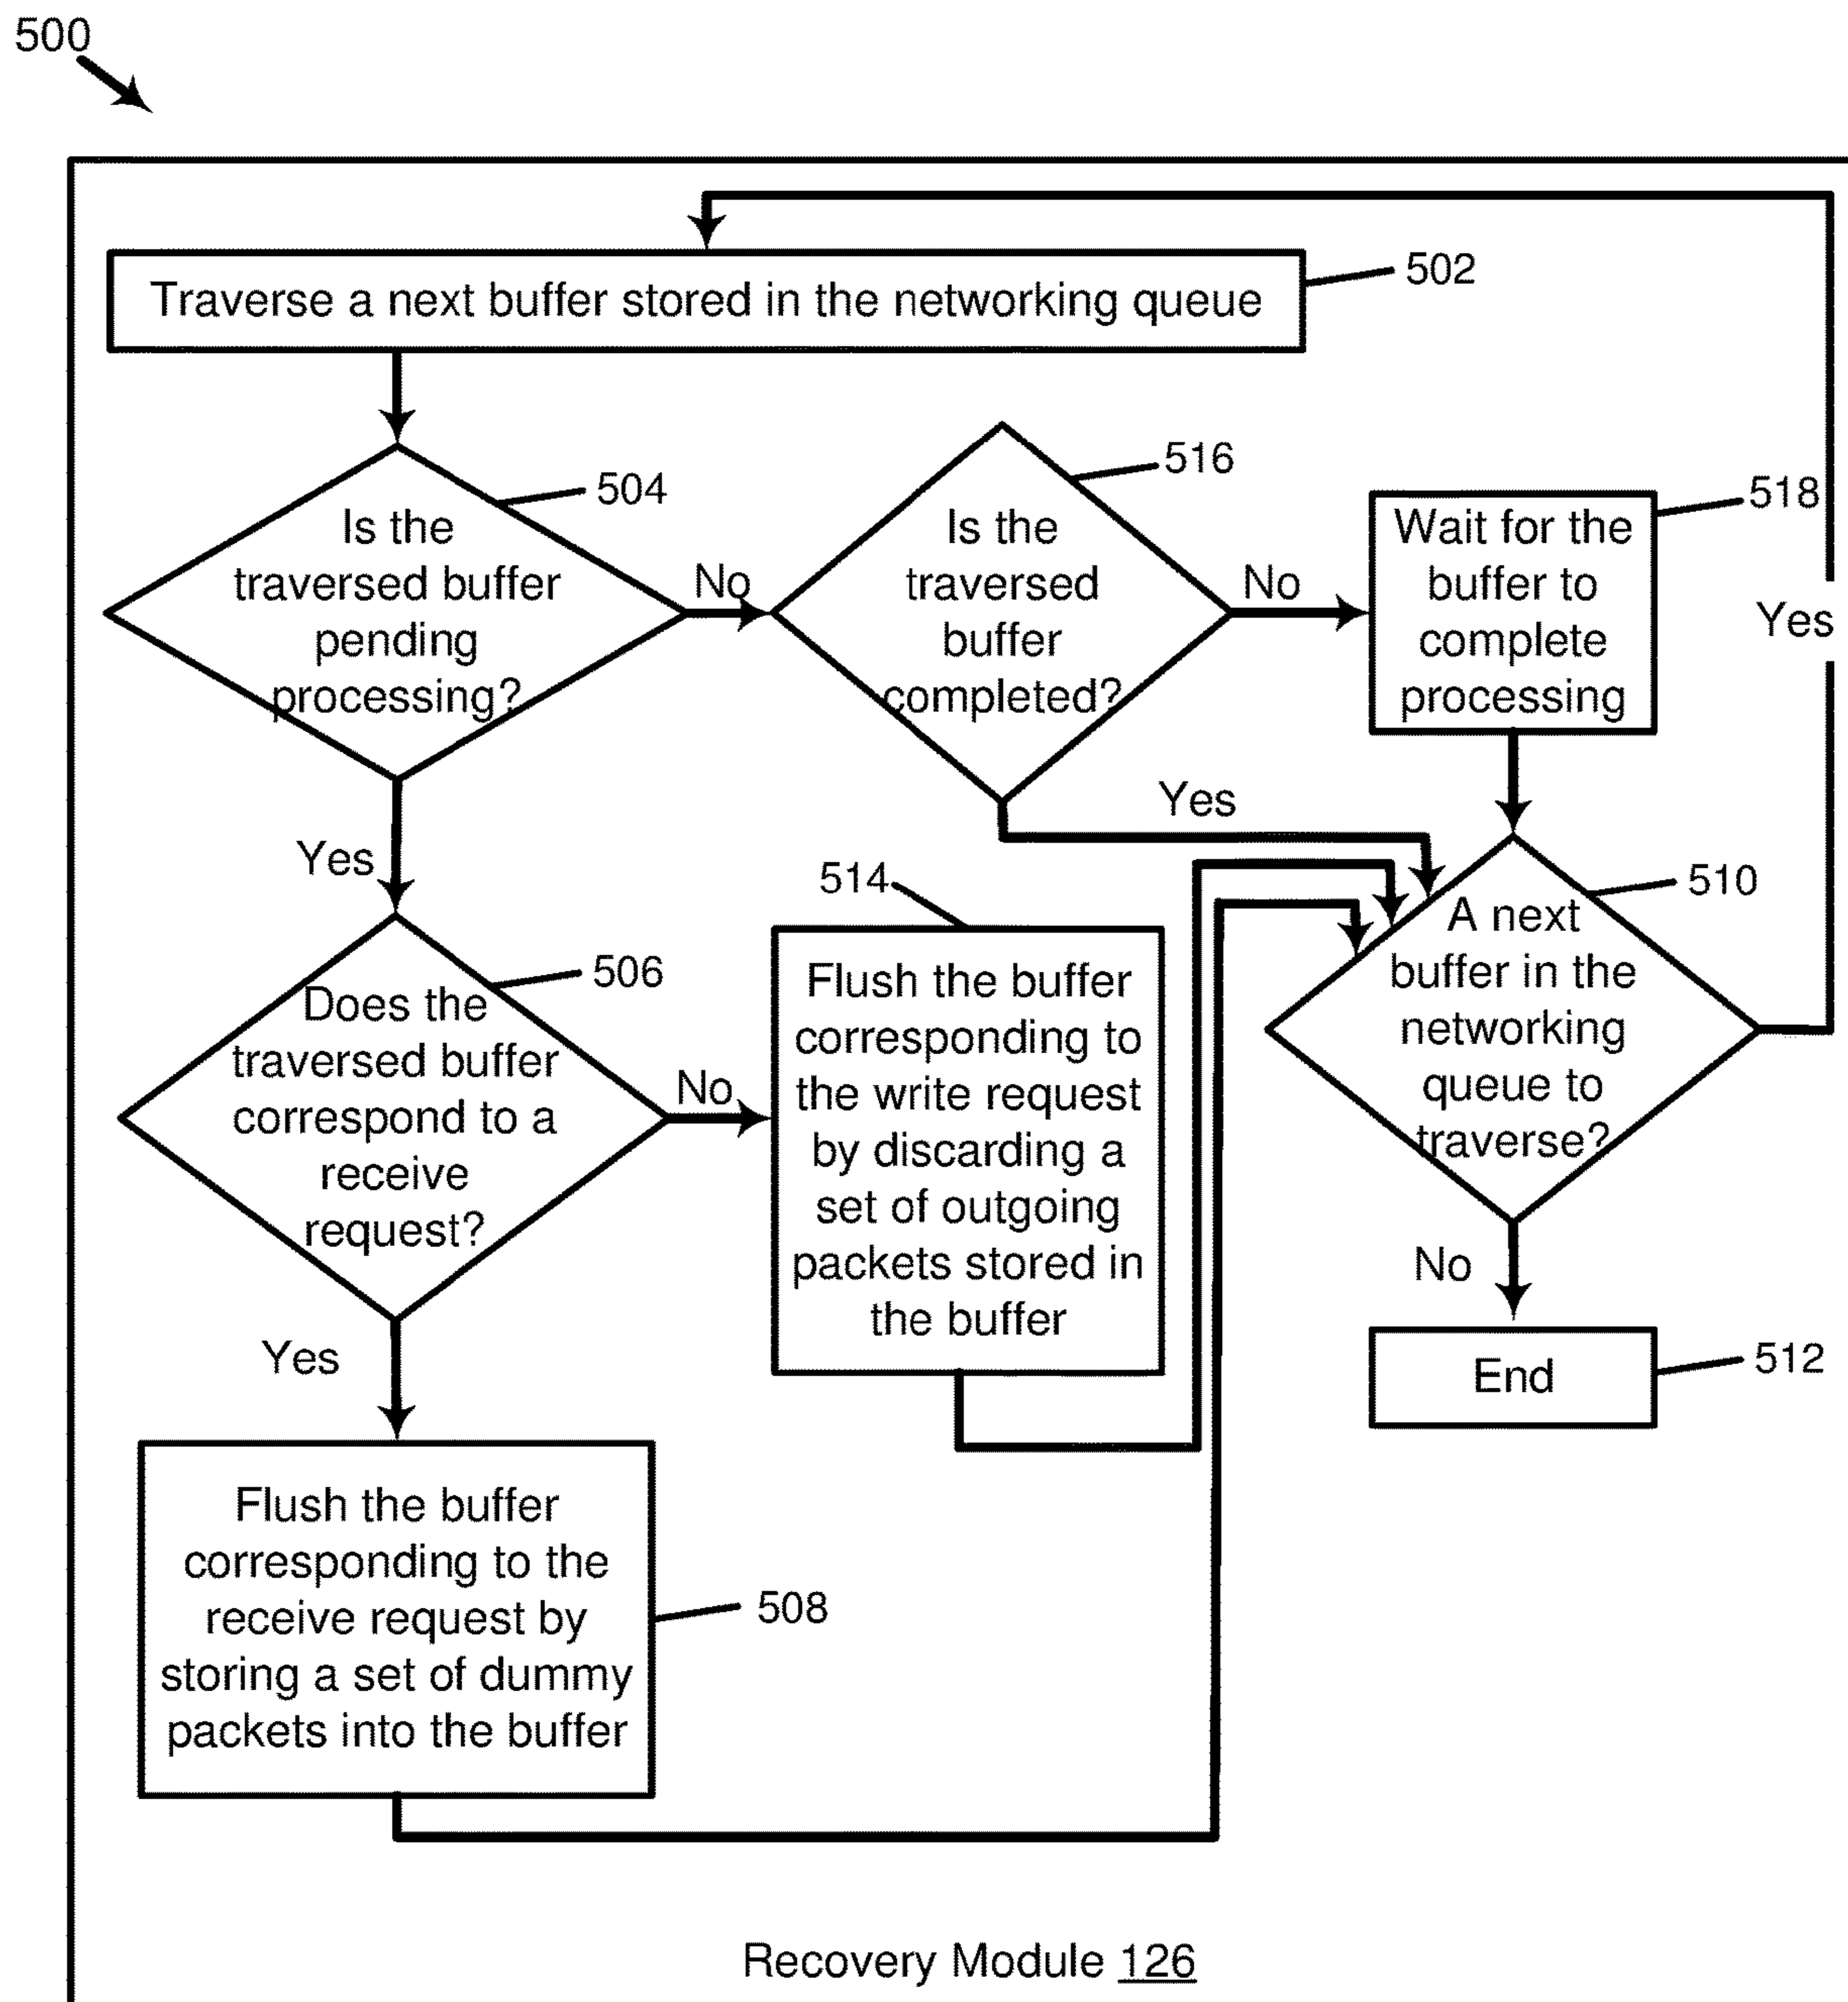 500
Traverse a next buffer stored in the networking queue
502
504
Is the
traversed buffer
pending
processing?
No
516
Is the
traversed
buffer
completed?
No
518
Wait for the
buffer to
complete
processing
Yes
Yes
Yes
506
Does the
traversed buffer
correspond to a
receive
request?
No
514
Flush the buffer
corresponding to
the write request
by discarding a
set of outgoing
packets stored in
the buffer
510
A next
buffer in the
networking
queue to
traverse?
No
End
512
Yes
Flush the buffer
corresponding to the
receive request by
storing a set of dummy
packets into the buffer
508
Recovery Module 126